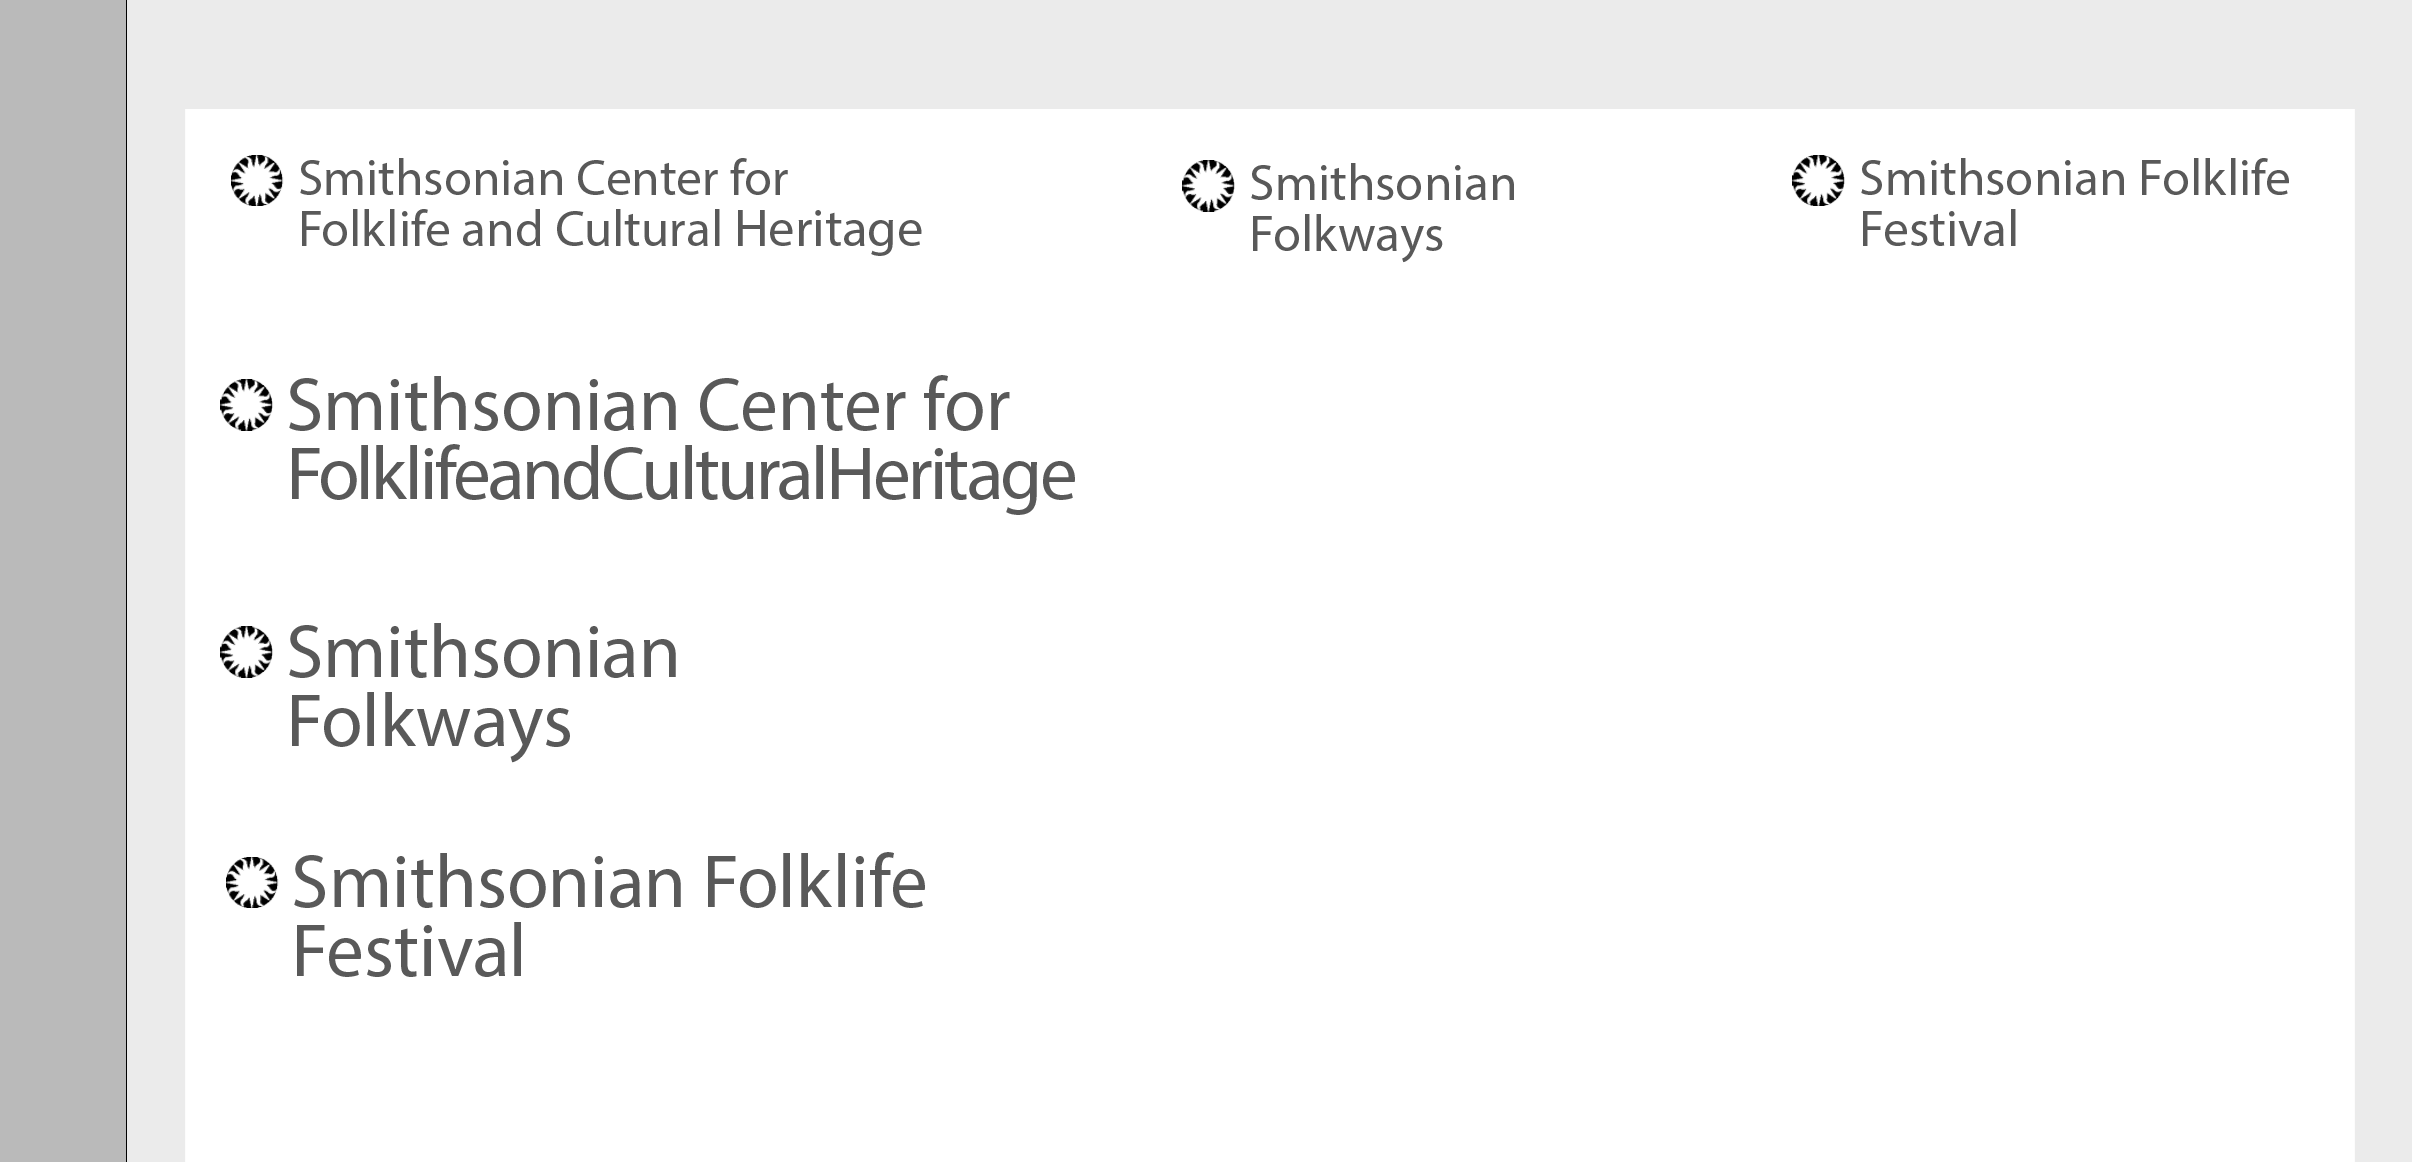 Smithsonian Center for
Folklife and Cultural Heritage
Smithsonian
Folkways
Smithsonian Folklife
Festival
Smithsonian Center for
FolklifeandCulturalHeritage
Smithsonian
Folkways
Smithsonian Folklife
Festival